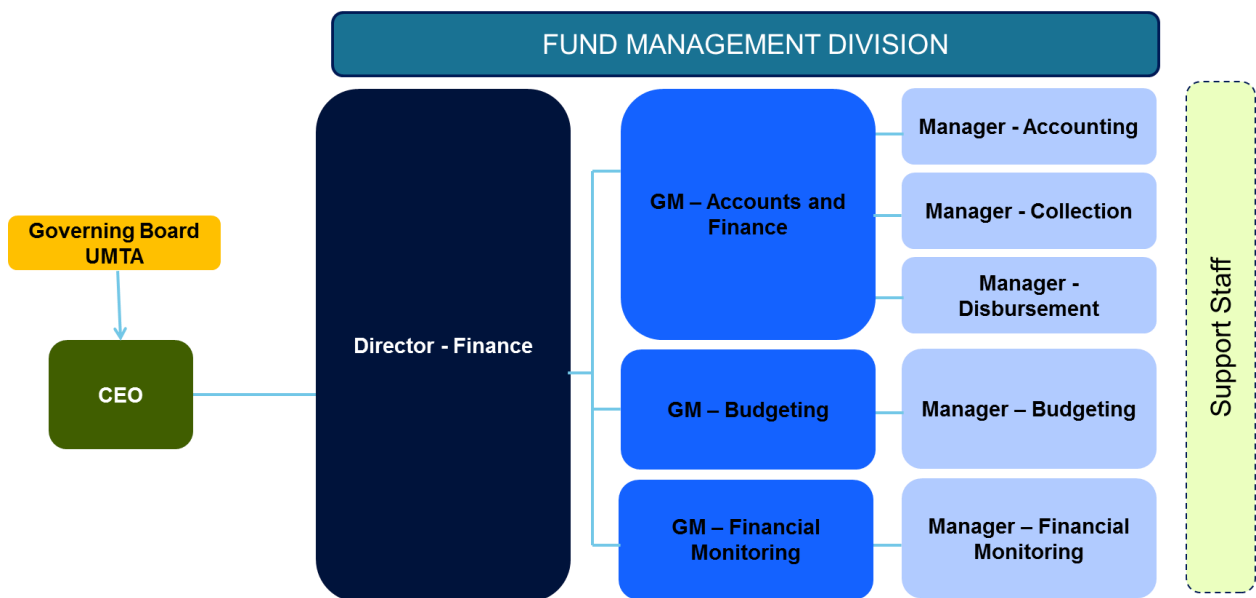 FUND MANAGEMENT DIVISION
Governing Board
UMTA
CEO
Director - Finance
GM – Accounts and
Finance
GM – Budgeting
GM – Financial
Monitoring
Manager - Accounting
Manager - Collection
Manager -
Disbursement
Manager – Budgeting
Manager – Financial
Monitoring
Support Staff